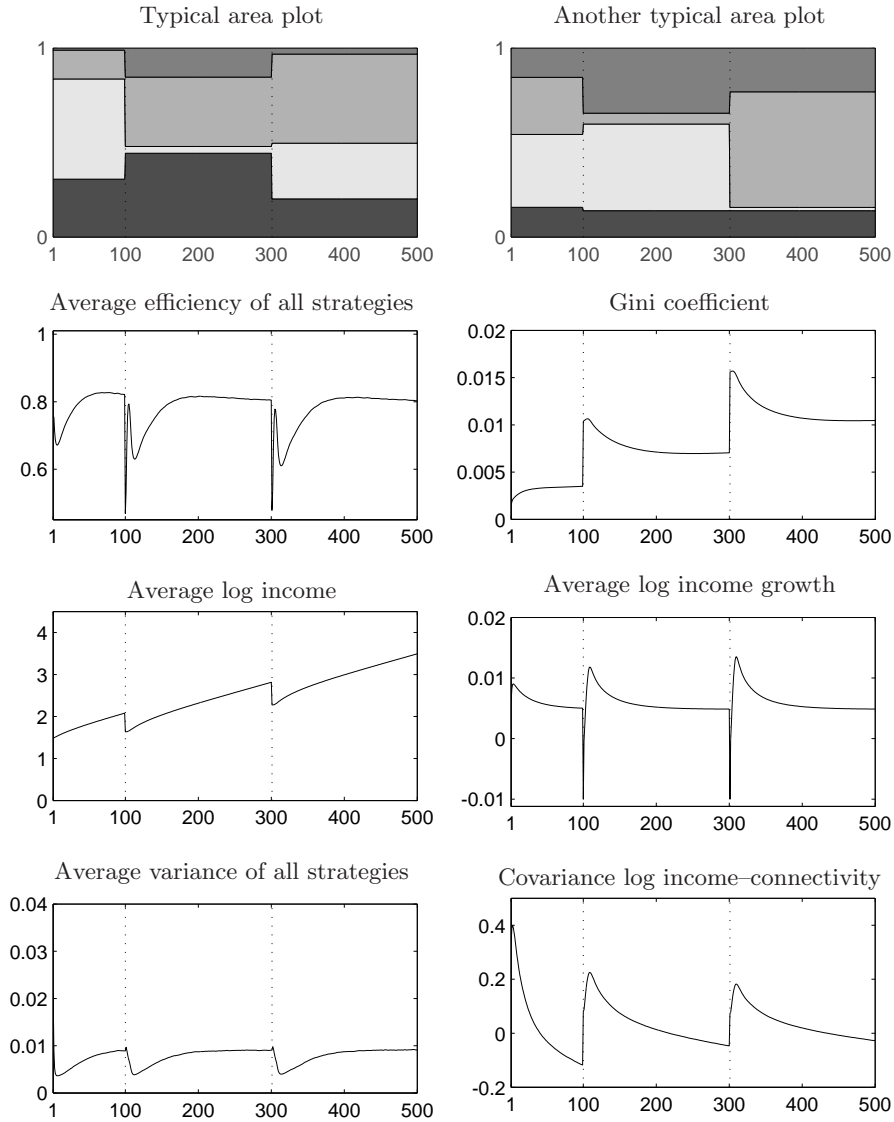 Typical area plot
1
0
1 100 200 300 400 500
Another typical area plot
1
0
1 100 200 300 400 500
Average efficiency of all strategies
1
0.8
0.6
1 100 200 300 400 500
Gini coefficient
0.02
0.015
0.01
0.005
0
1 100 200 300 400 500
Average log income
4
3
2
1
0
1 100 200 300 400 500
Average log income growth
0.02
0.01
0
-0.01
1 100 200 300 400 500
Average variance of all strategies
0.04
0.03
0.02
0.01
0
1 100 200 300 400 500
Covariance log income–connectivity
0.4
0.2
0
-0.2
1 100 200 300 400 500